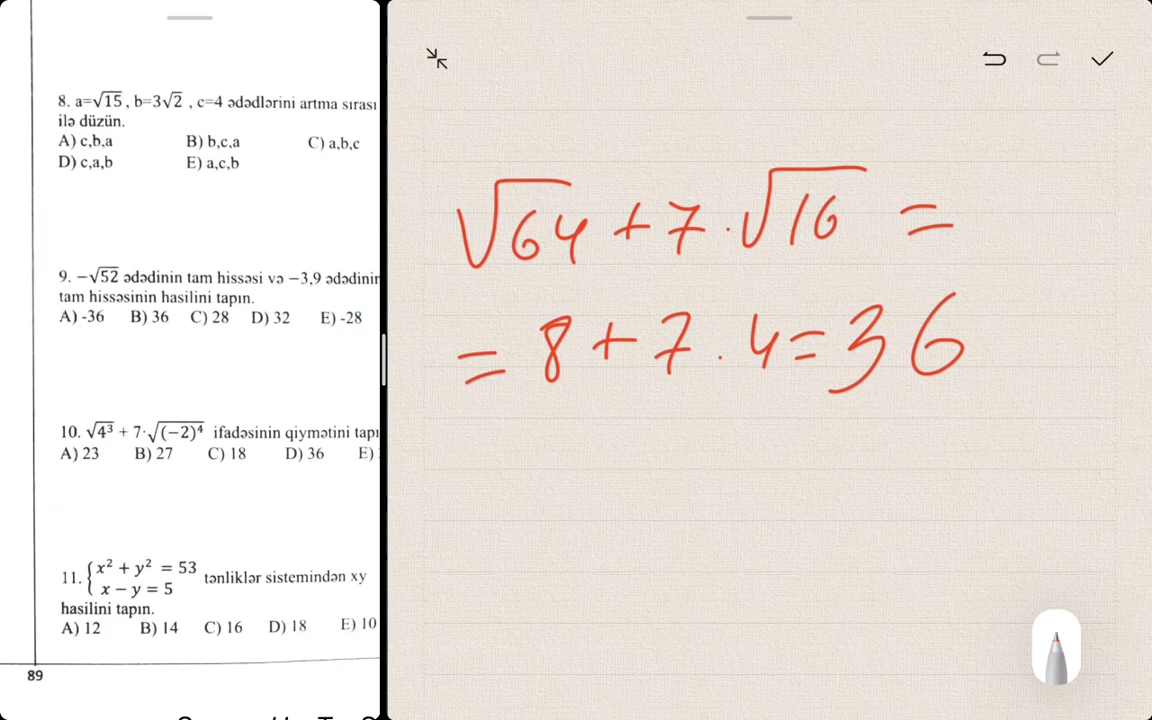 8. a=√15, b=3√2 , c=4 ədədlərini artma sırası
ilə düzün.
A) c,b,a B) b,c,a C) a,b,c
D) c,a,b E) a,c,b
9. −√52 ədədinin tam hissəsi və −3,9 ədədinin
tam hissəsinin hasilini tapın.
A) -36 B) 36 C) 28 D) 32 E) -28
10. √4³ + 7·√(−2)⁴ ifadəsinin qiymətini tapı
A) 23 B) 27 C) 18 D) 36 E)
11. {x² + y² = 53
x − y = 5 tənliklər sistemindən xy
hasilini tapın.
A) 12 B) 14 C) 16 D) 18 E) 10
89
√64 + 7 · √16 =
= 8 + 7 . 4 = 36